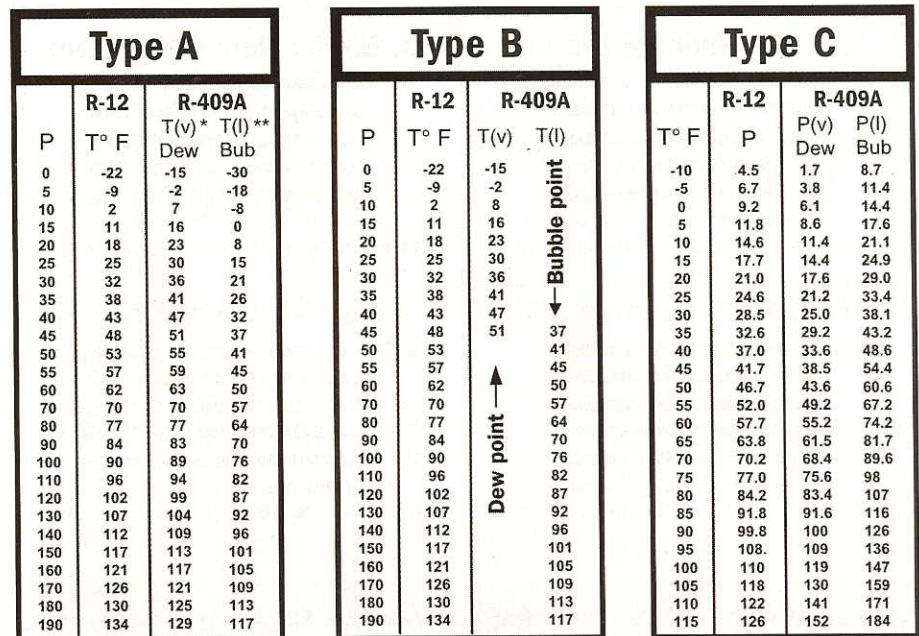 Type A
R-12 R-409A
P T° F T(v) * T(l) **
Dew Bub
0 -22 -15 -30
5 -9 -2 -18
10 2 7 -8
15 11 16 0
20 18 23 8
25 25 30 15
30 32 36 21
35 38 41 26
40 43 47 32
45 48 51 37
50 53 55 41
55 57 59 45
60 62 63 50
70 70 70 57
80 77 77 64
90 84 83 70
100 90 89 76
110 96 94 82
120 102 99 87
130 107 104 92
140 112 109 96
150 117 113 101
160 121 117 105
170 126 121 109
180 130 125 113
190 134 129 117
Type B
R-12 R-409A
P T° F T(v) T(l)
0 -22 -15
5 -9 -2
10 2 8
15 11 16
20 18 23
25 25 30
30 32 36
35 38 41
40 43 47
45 48 51 37
50 53 41
55 57 45
60 62 50
70 70 57
80 77 64
90 84 70
100 90 76
110 96 82
120 102 87
130 107 92
140 112 96
150 117 101
160 121 105
170 126 109
180 130 113
190 134 117
←Bubble point
Dew point→
Type C
R-12 R-409A
T° F P P(v) P(l)
Dew Bub
-10 4.5 1.7 8.7
-5 6.7 3.8 11.4
0 9.2 6.1 14.4
5 11.8 8.6 17.6
10 14.6 11.4 21.1
15 17.7 14.4 24.9
20 21.0 17.6 29.0
25 24.6 21.2 33.4
30 28.5 25.0 38.1
35 32.6 29.2 43.2
40 37.0 33.6 48.6
45 41.7 38.5 54.4
50 46.7 43.6 60.6
55 52.0 49.2 67.2
60 57.7 55.2 74.2
65 63.8 61.5 81.7
70 70.2 68.4 89.6
75 77.0 75.6 98
80 84.2 83.4 107
85 91.8 91.6 116
90 99.8 100 126
95 108. 109 136
100 110 119 147
105 118 130 159
110 122 141 171
115 126 152 184